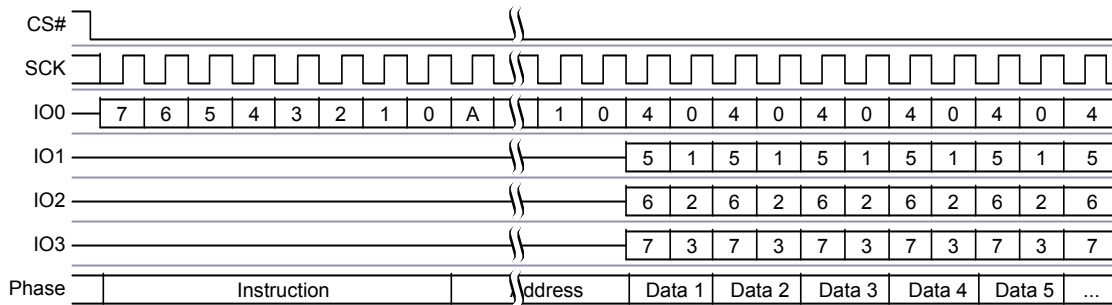 CS#
SCK
IO0 7 6 5 4 3 2 1 0 A 1 0 4 0 4 0 4 0 4 0 4 0 4
IO1 5 1 5 1 5 1 5 1 5 1 5
IO2 6 2 6 2 6 2 6 2 6 2 6
IO3 7 3 7 3 7 3 7 3 7 3 7
Phase Instruction Address Data 1 Data 2 Data 3 Data 4 Data 5 ...